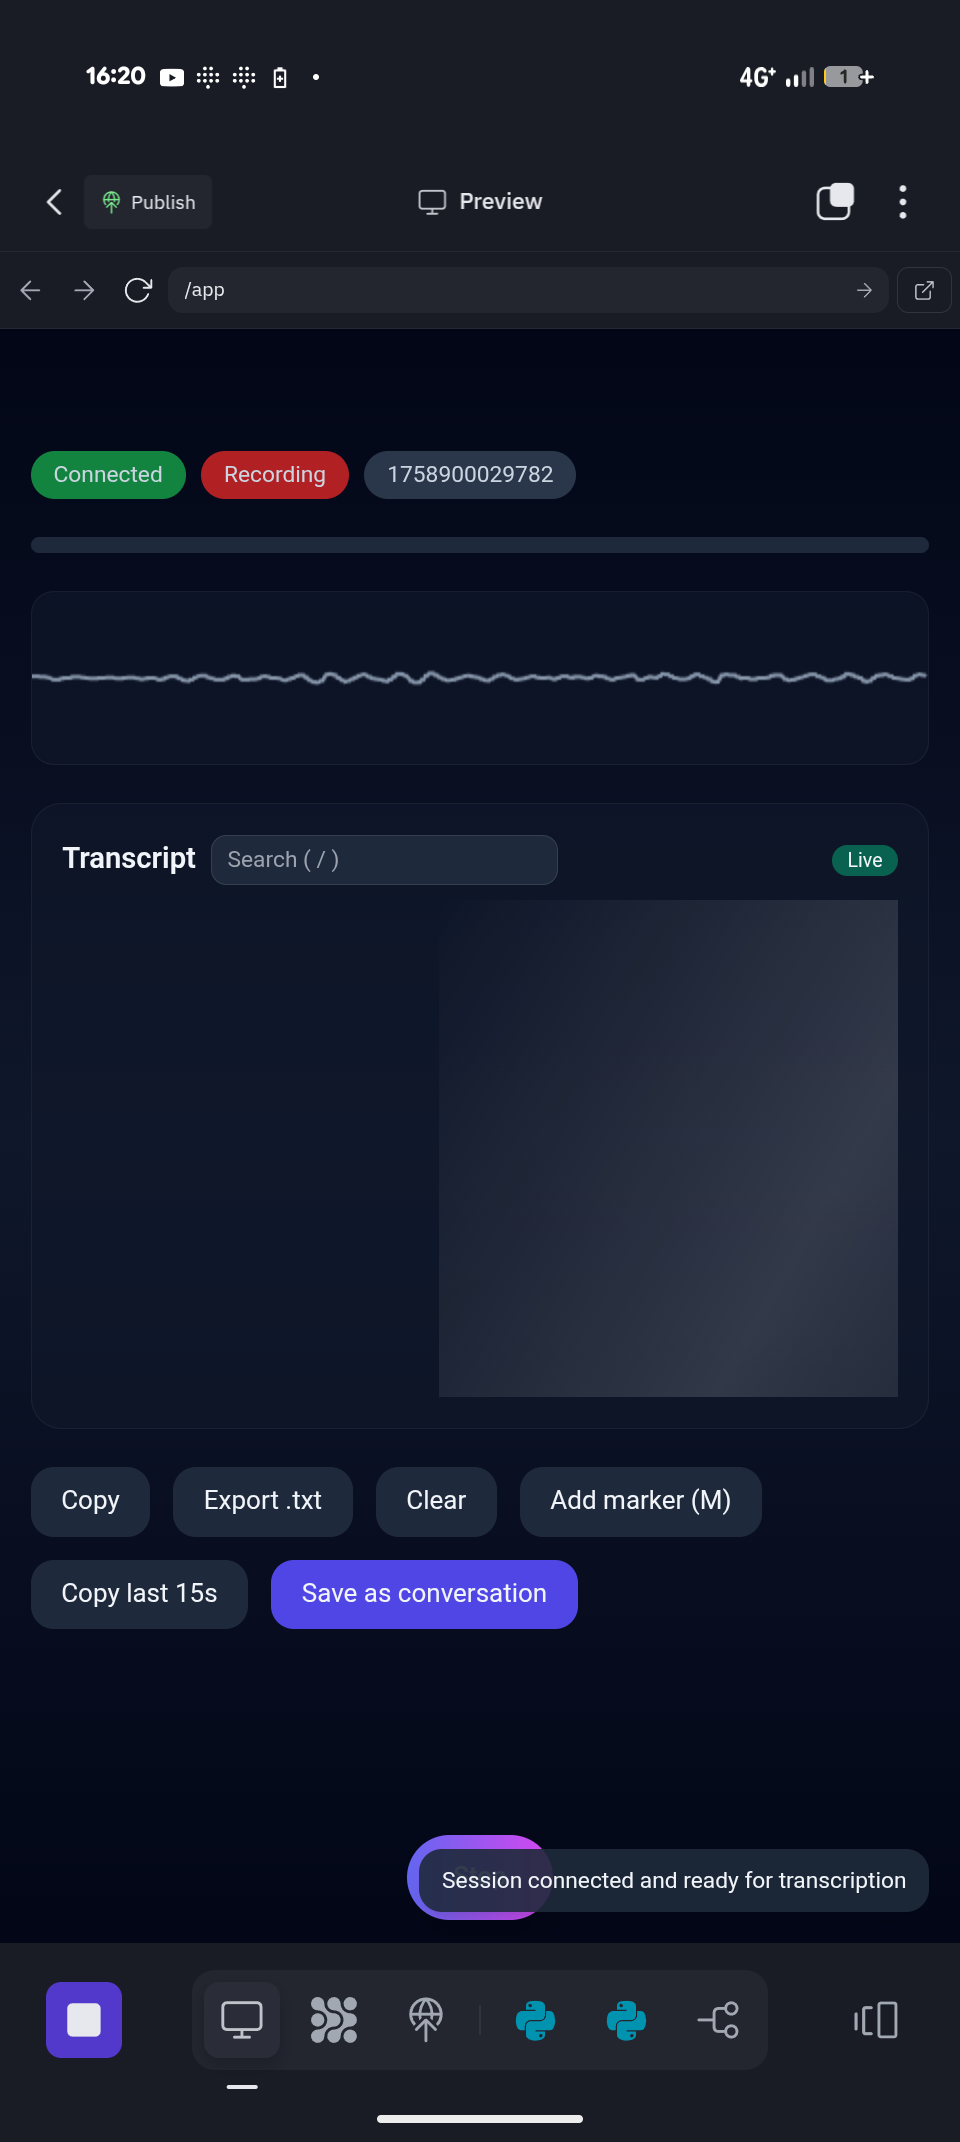 16:20
4G+
1
Publish
Preview
/app
Connected
Recording
1758900029782
Transcript
Search ( / )
Live
Copy
Export .txt
Clear
Add marker (M)
Copy last 15s
Save as conversation
Session connected and ready for transcription